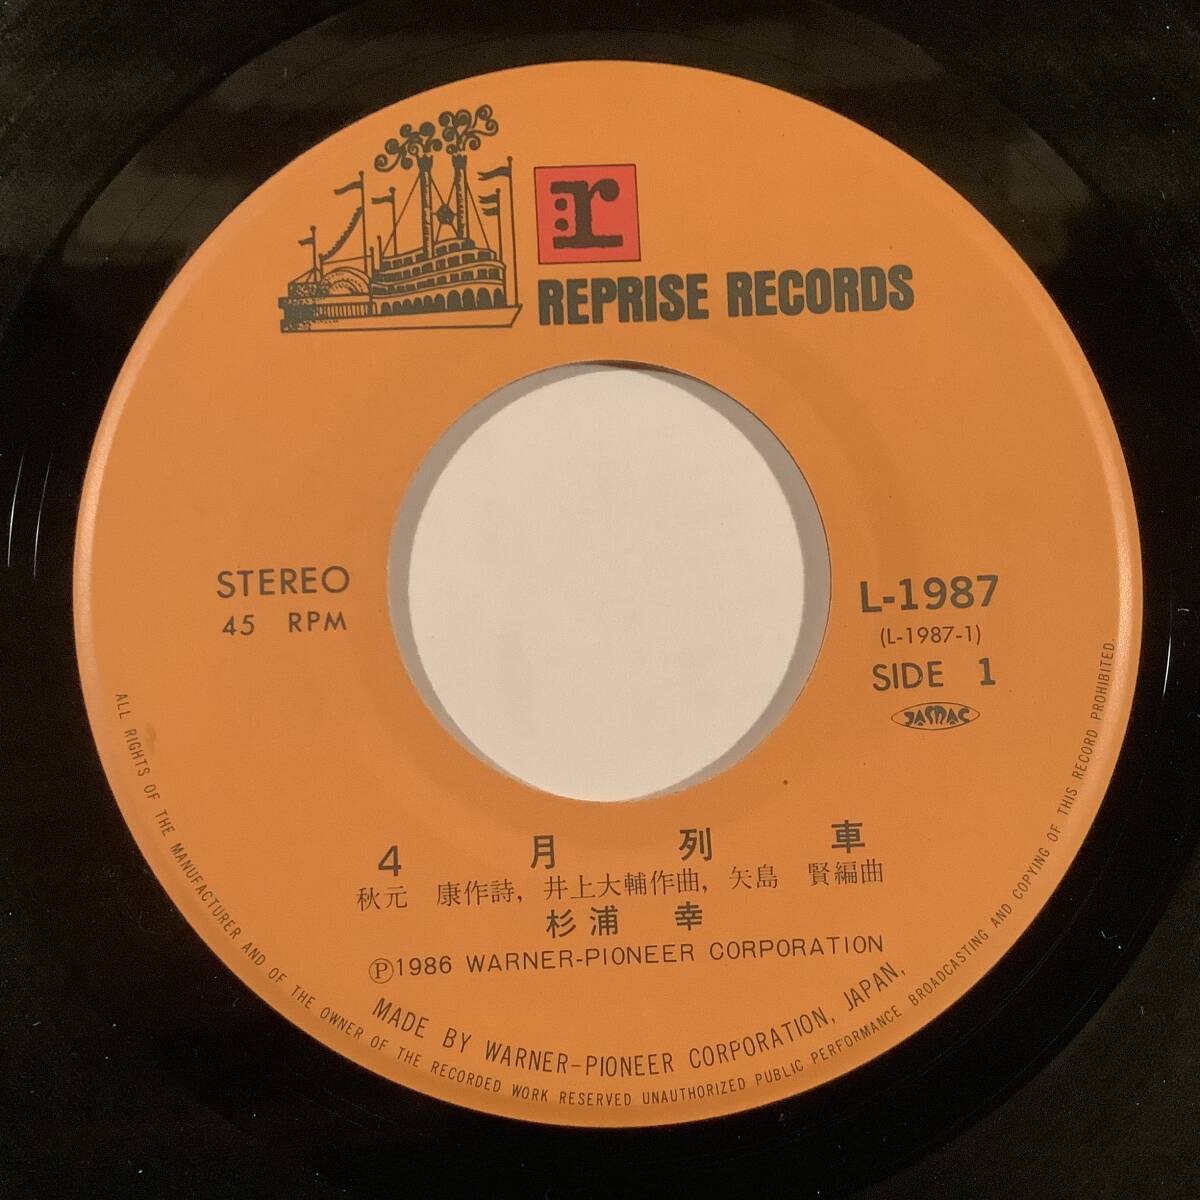 r
REPRISE RECORDS
STEREO
45 RPM
L-1987
(L-1987-1)
SIDE 1
JASRAC
4月列車
秋元 康作詩, 井上大輔作曲, 矢島 賢編曲
杉浦 幸
Ⓟ1986 WARNER-PIONEER CORPORATION
MADE BY WARNER-PIONEER CORPORATION, JAPAN,
ALL RIGHTS OF THE MANUFACTURER AND OF THE OWNER OF THE RECORDED WORK RESERVED UNAUTHORIZED PUBLIC PERFORMANCE BROADCASTING AND COPYING OF THIS RECORD PROHIBITED.